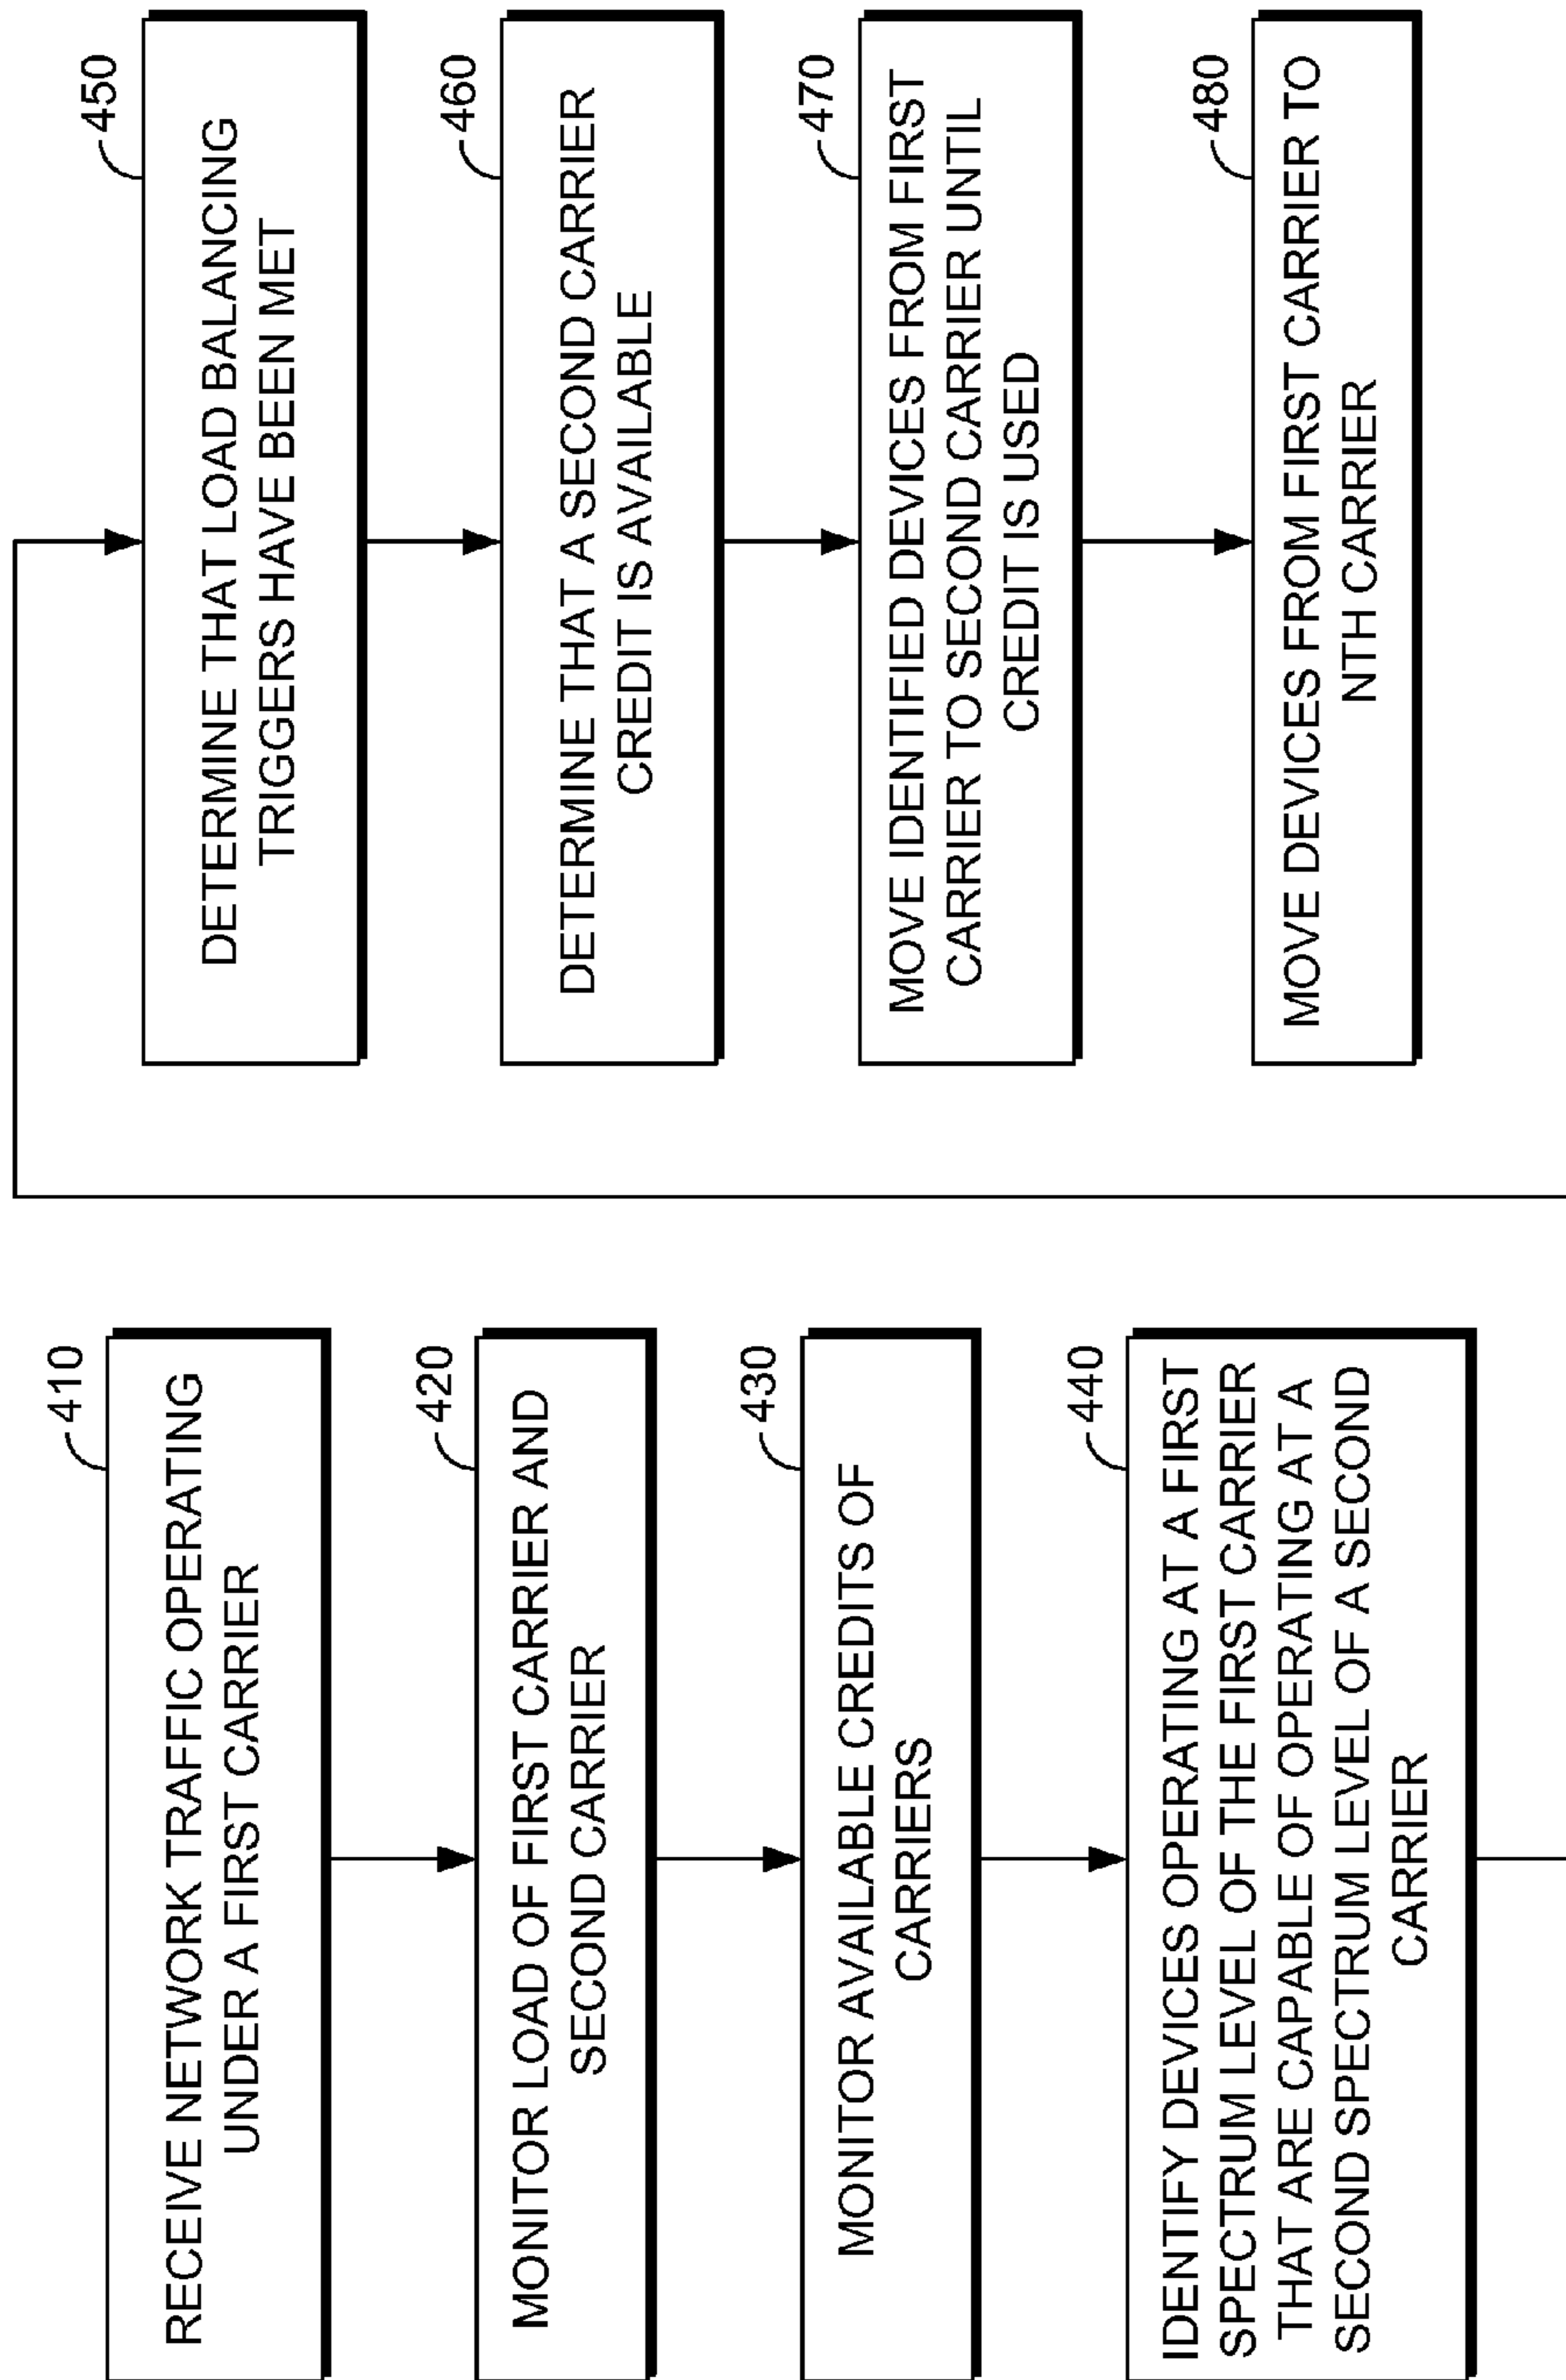 410
RECEIVE NETWORK TRAFFIC OPERATING
UNDER A FIRST CARRIER
420
MONITOR LOAD OF FIRST CARRIER AND
SECOND CARRIER
430
MONITOR AVAILABLE CREDITS OF
CARRIERS
440
IDENTIFY DEVICES OPERATING AT A FIRST
SPECTRUM LEVEL OF THE FIRST CARRIER
THAT ARE CAPABLE OF OPERATING AT A
SECOND SPECTRUM LEVEL OF A SECOND
CARRIER
450
DETERMINE THAT LOAD BALANCING
TRIGGERS HAVE BEEN MET
460
DETERMINE THAT A SECOND CARRIER
CREDIT IS AVAILABLE
470
MOVE IDENTIFIED DEVICES FROM FIRST
CARRIER TO SECOND CARRIER UNTIL
CREDIT IS USED
480
MOVE DEVICES FROM FIRST CARRIER TO
NTH CARRIER